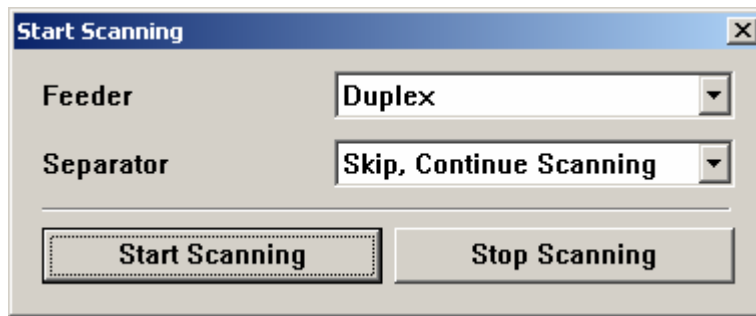 Start Scanning
Feeder Duplex
Separator Skip, Continue Scanning
Start Scanning Stop Scanning